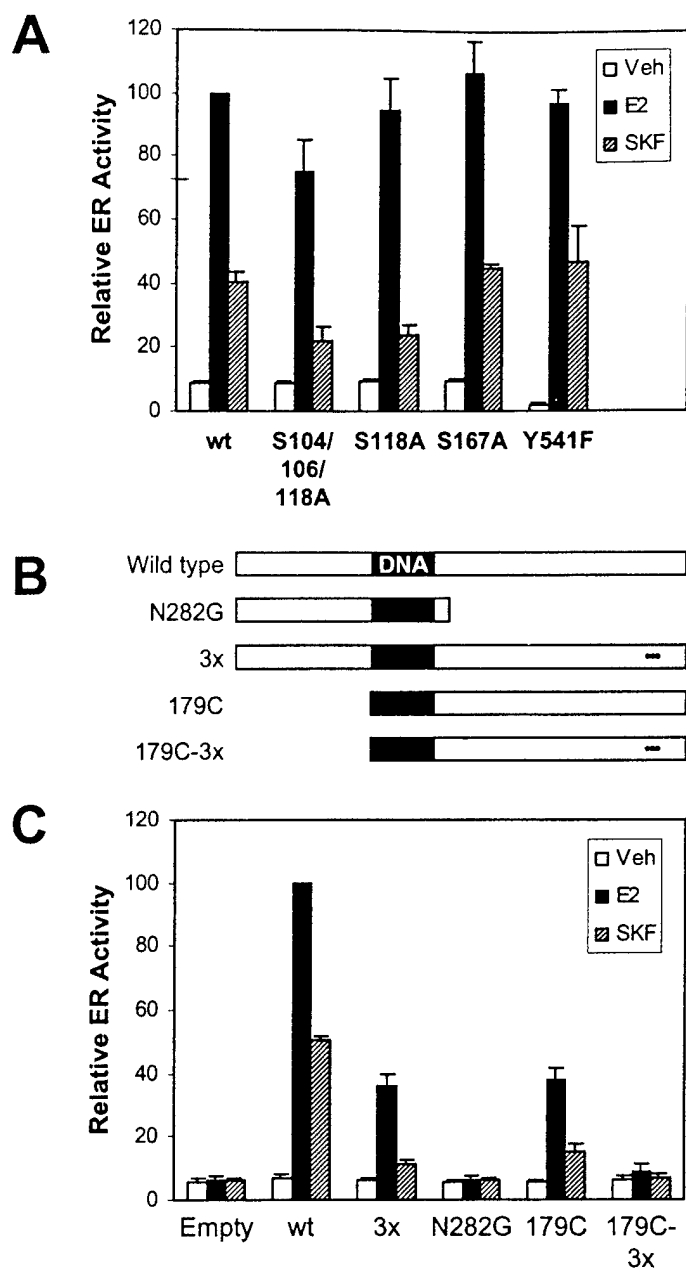 A
120
100
80
60
40
20
0
Relative ER Activity
Veh
E2
SKF
wt
S104/
106/
118A
S118A
S167A
Y541F
B
Wild type
DNA
N282G
3x
179C
179C-3x
C
120
100
80
60
40
20
0
Relative ER Activity
Veh
E2
SKF
Empty
wt
3x
N282G
179C
179C-
3x